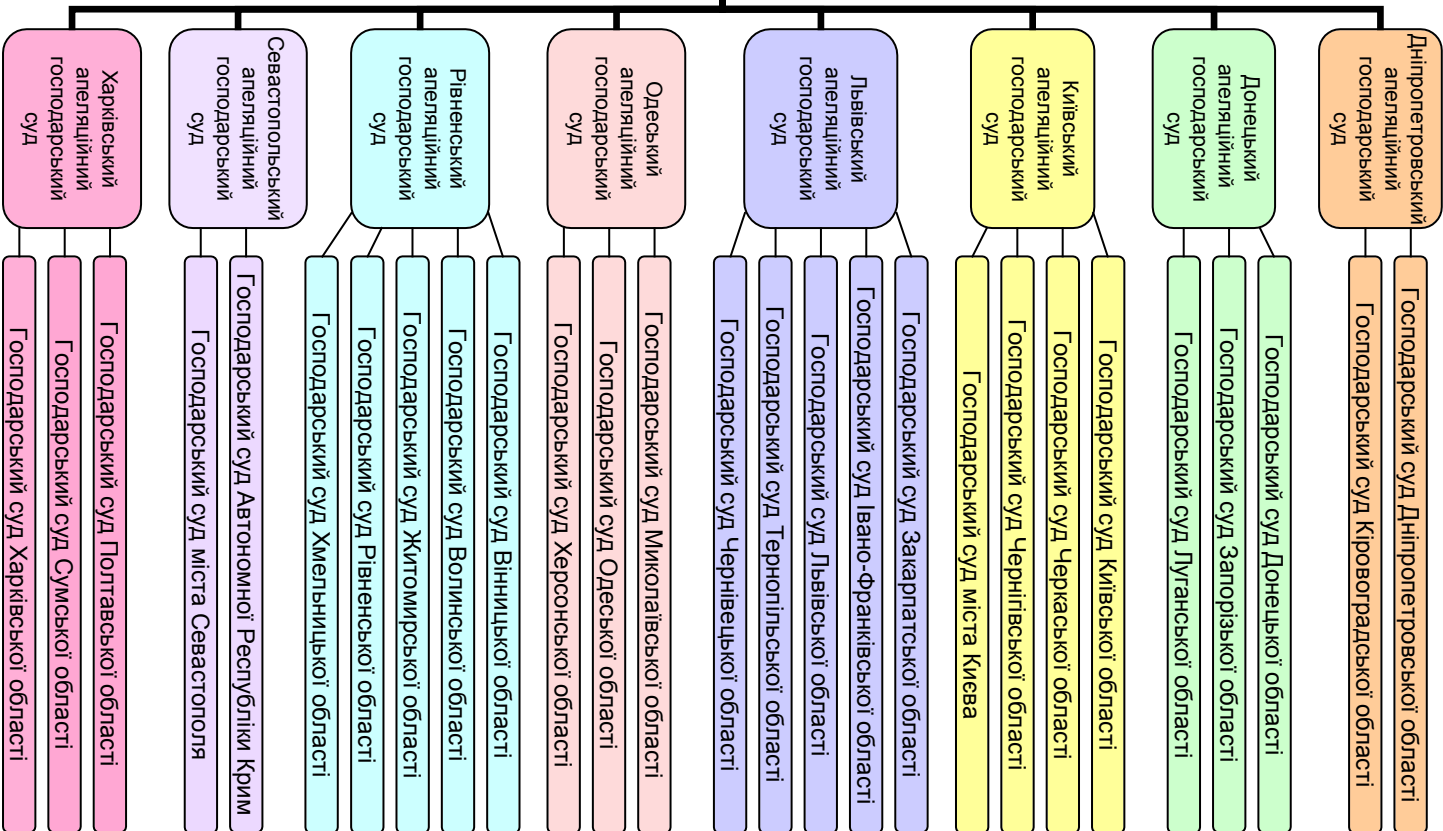 Дніпропетровський
апеляційний
господарський
суд
Господарський суд Дніпропетровської області
Господарський суд Кіровоградської області
Донецький
апеляційний
господарський
суд
Господарський суд Донецької області
Господарський суд Запорізької області
Господарський суд Луганської області
Київський
апеляційний
господарський
суд
Господарський суд Київської області
Господарський суд Черкаської області
Господарський суд Чернігівської області
Господарський суд міста Києва
Львівський
апеляційний
господарський
суд
Господарський суд Закарпатської області
Господарський суд Івано-Франківської області
Господарський суд Львівської області
Господарський суд Тернопільської області
Господарський суд Чернівецької області
Одеський
апеляційний
господарський
суд
Господарський суд Миколаївської області
Господарський суд Одеської області
Господарський суд Херсонської області
Рівненський
апеляційний
господарський
суд
Господарський суд Вінницької області
Господарський суд Волинської області
Господарський суд Житомирської області
Господарський суд Рівненської області
Господарський суд Хмельницької області
Севастопольський
апеляційний
господарський
суд
Господарський суд Автономної Республіки Крим
Господарський суд міста Севастополя
Харківський
апеляційний
господарський
суд
Господарський суд Полтавської області
Господарський суд Сумської області
Господарський суд Харківської області